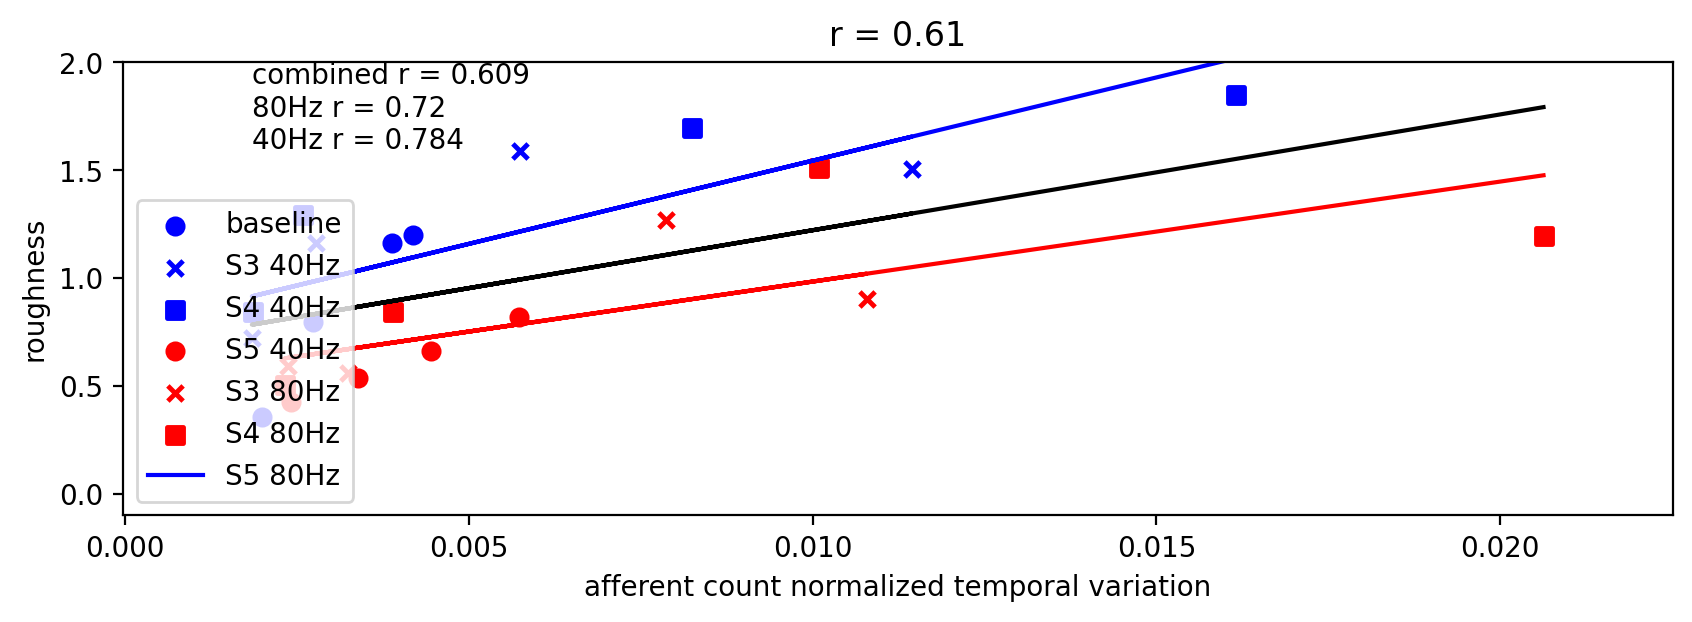 r = 0.61
combined r = 0.609
80Hz r = 0.72
40Hz r = 0.784
2.0
1.5
1.0
0.5
0.0
roughness
baseline
S3 40Hz
S4 40Hz
S5 40Hz
S3 80Hz
S4 80Hz
S5 80Hz
0.000 0.005 0.010 0.015 0.020
afferent count normalized temporal variation